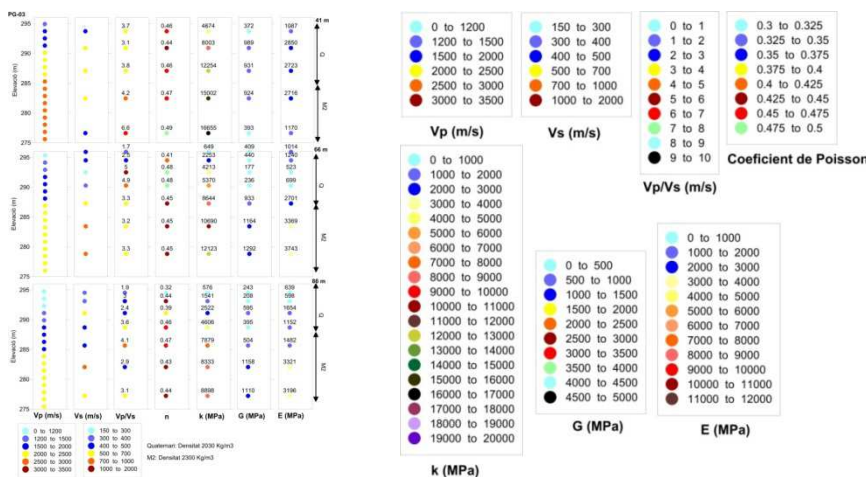 PG-03
41 m
3.7 0.46 4674 372 1087
3.1 0.44 8003 989 2850
3.8 0.46 12254 931 2723
4.2 0.47 15002 924 2716
6.6 0.49 16655 393 1170
295
290
285
280
275
Elevació (m)
Q
M2
66 m
1.7 649 409 1014
0.41 2253 440 1240
5 0.48 4213 177 523
4.9 0.48 5370 236 699
3.3 0.45 8644 933 2701
3.2 0.45 10690 1164 3369
3.3 0.45 12123 1292 3743
295
290
285
280
275
Elevació (m)
Q
M2
86 m
1.9 0.32 576 243 639
0.44 1541 208 598
2.4 0.39 2522 595 1654
3.6 0.46 4606 395 1152
4.1 0.47 7879 504 1482
2.9 0.43 8333 1158 3321
3.1 0.44 8898 1110 3196
295
290
285
280
275
Elevació (m)
Q
M2
Vp (m/s) Vs (m/s) Vp/Vs n k (MPa) G (MPa) E (MPa)
0 to 1200
1200 to 1500
1500 to 2000
2000 to 2500
2500 to 3000
3000 to 3500
150 to 300
300 to 400
400 to 500
500 to 700
700 to 1000
1000 to 2000
Quaternari: Densitat 2030 Kg/m3
M2: Densitat 2300 Kg/m3
0 to 1200
1200 to 1500
1500 to 2000
2000 to 2500
2500 to 3000
3000 to 3500
Vp (m/s)
150 to 300
300 to 400
400 to 500
500 to 700
700 to 1000
1000 to 2000
Vs (m/s)
0 to 1
1 to 2
2 to 3
3 to 4
4 to 5
5 to 6
6 to 7
7 to 8
8 to 9
9 to 10
Vp/Vs (m/s)
0.3 to 0.325
0.325 to 0.35
0.35 to 0.375
0.375 to 0.4
0.4 to 0.425
0.425 to 0.45
0.45 to 0.475
0.475 to 0.5
Coeficient de Poisson
0 to 1000
1000 to 2000
2000 to 3000
3000 to 4000
4000 to 5000
5000 to 6000
6000 to 7000
7000 to 8000
8000 to 9000
9000 to 10000
10000 to 11000
11000 to 12000
12000 to 13000
13000 to 14000
14000 to 15000
15000 to 16000
16000 to 17000
17000 to 18000
18000 to 19000
19000 to 20000
k (MPa)
0 to 500
500 to 1000
1000 to 1500
1500 to 2000
2000 to 2500
2500 to 3000
3000 to 3500
3500 to 4000
4000 to 4500
4500 to 5000
G (MPa)
0 to 1000
1000 to 2000
2000 to 3000
3000 to 4000
4000 to 5000
5000 to 6000
6000 to 7000
7000 to 8000
8000 to 9000
9000 to 10000
10000 to 11000
11000 to 12000
E (MPa)